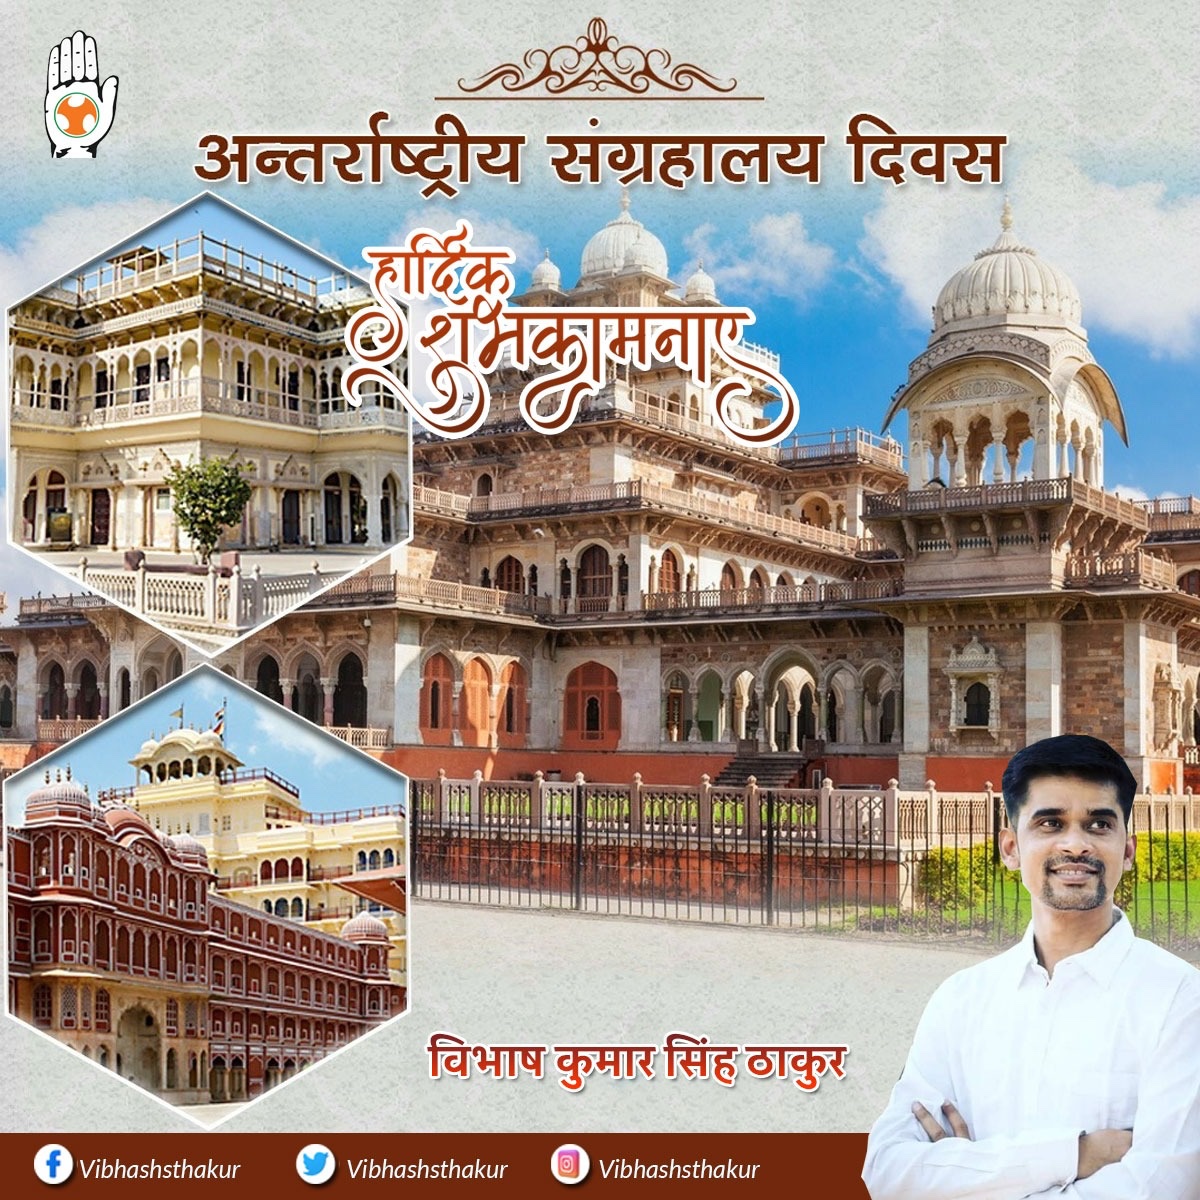 अन्तर्राष्ट्रीय संग्रहालय दिवस
हार्दिक
शुभकामनाए
विभाष कुमार सिंह ठाकुर
Vibhashsthakur Vibhashsthakur Vibhashsthakur